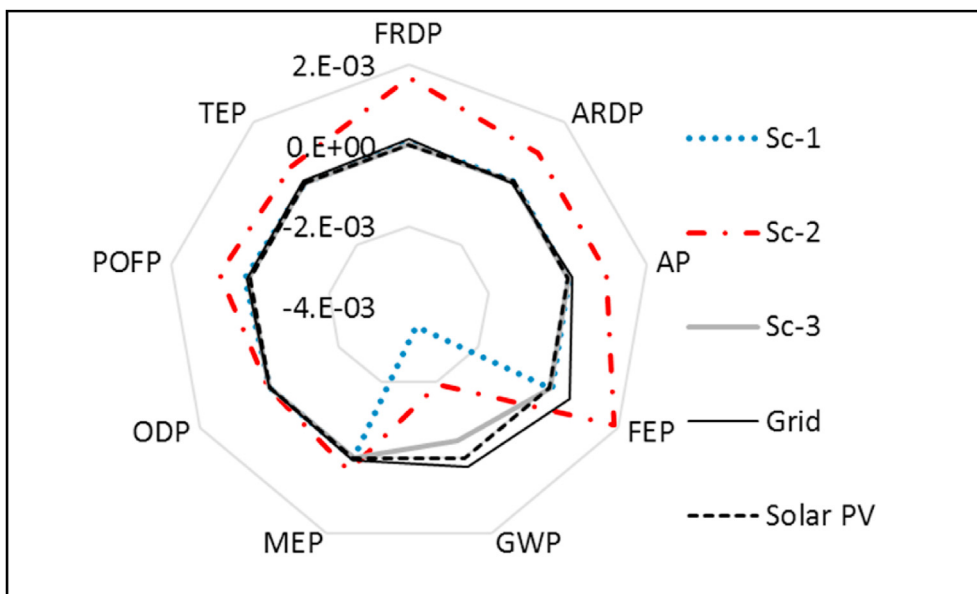 FRDP
2.E-03
TEP
ARDP
Sc-1
0.E+00
Sc-2
-2.E-03
POFP
AP
-4.E-03
Sc-3
Grid
ODP
FEP
Solar PV
MEP
GWP